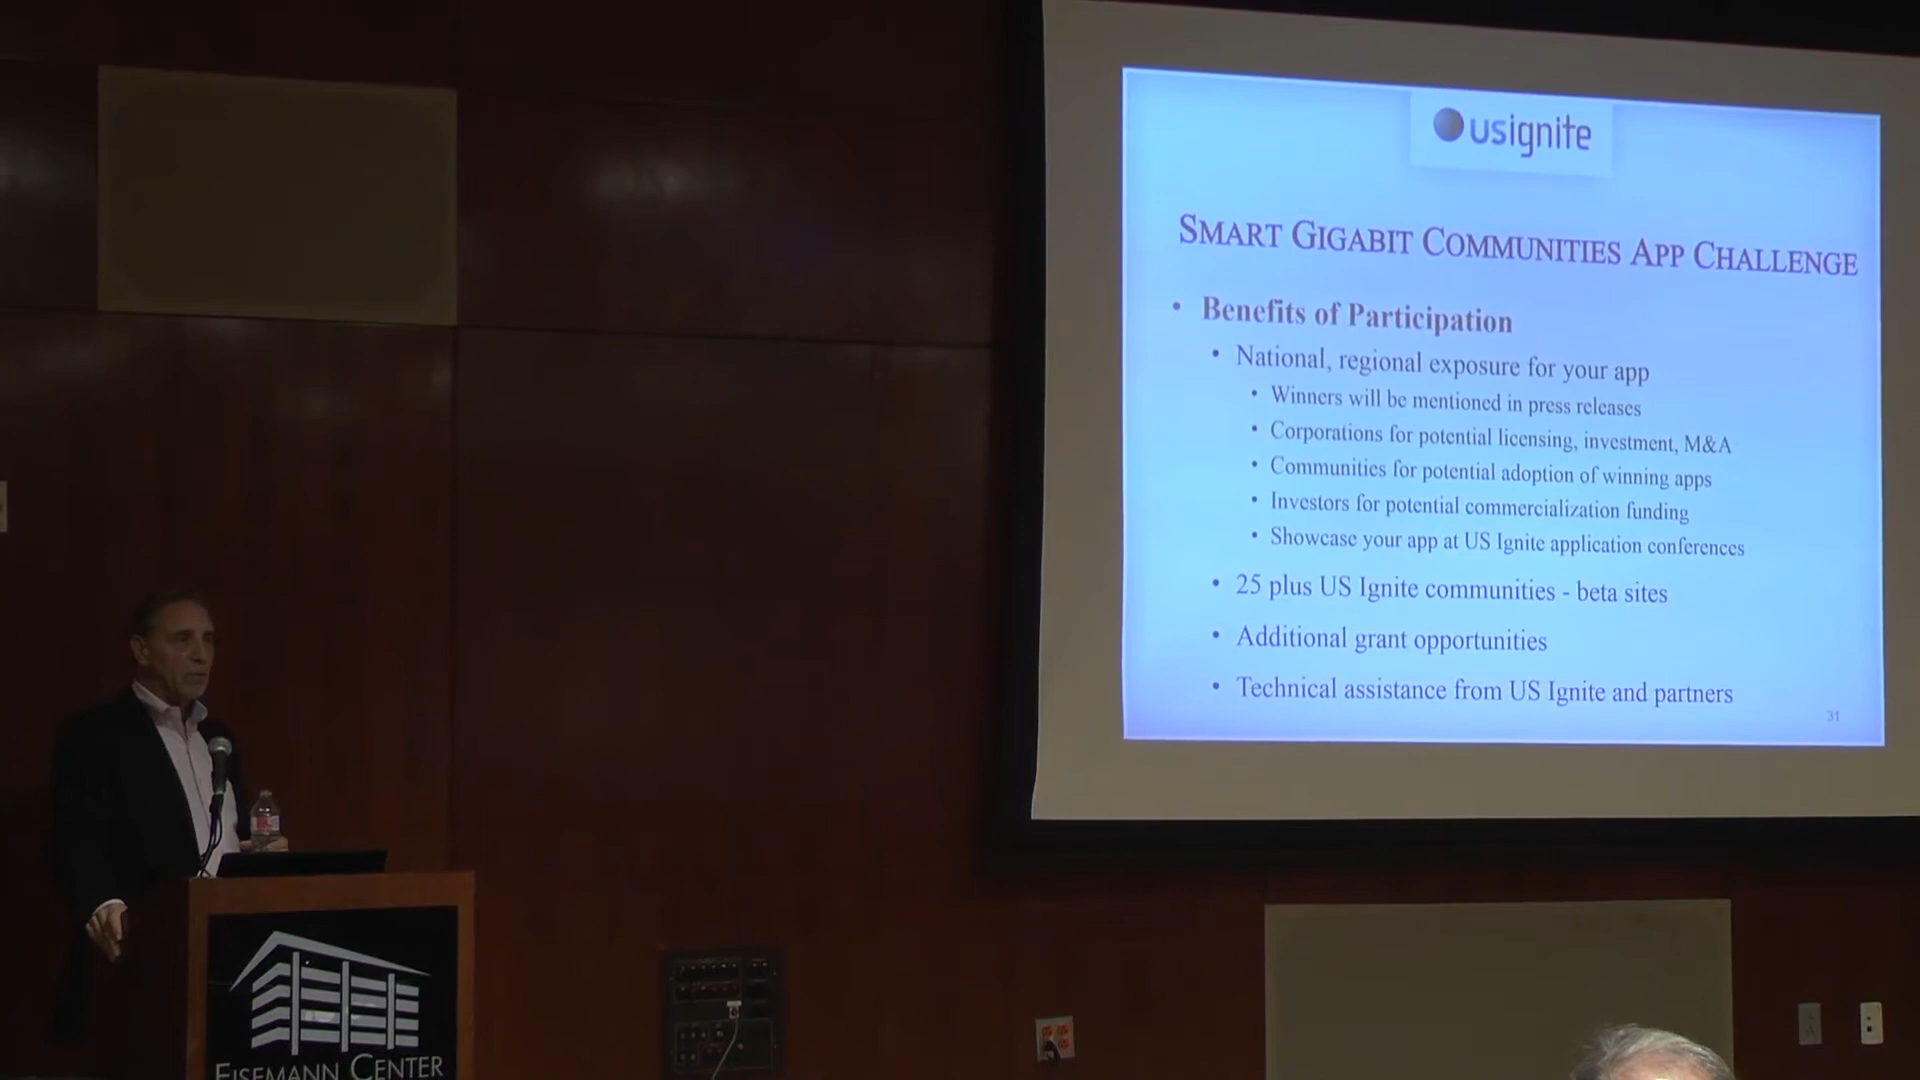 usignite
SMART GIGABIT COMMUNITIES APP CHALLENGE
• Benefits of Participation
• National, regional exposure for your app
• Winners will be mentioned in press releases
• Corporations for potential licensing, investment, M&A
• Communities for potential adoption of winning apps
• Investors for potential commercialization funding
• Showcase your app at US Ignite application conferences
• 25 plus US Ignite communities - beta sites
• Additional grant opportunities
• Technical assistance from US Ignite and partners
31
EISEMANN CENTER